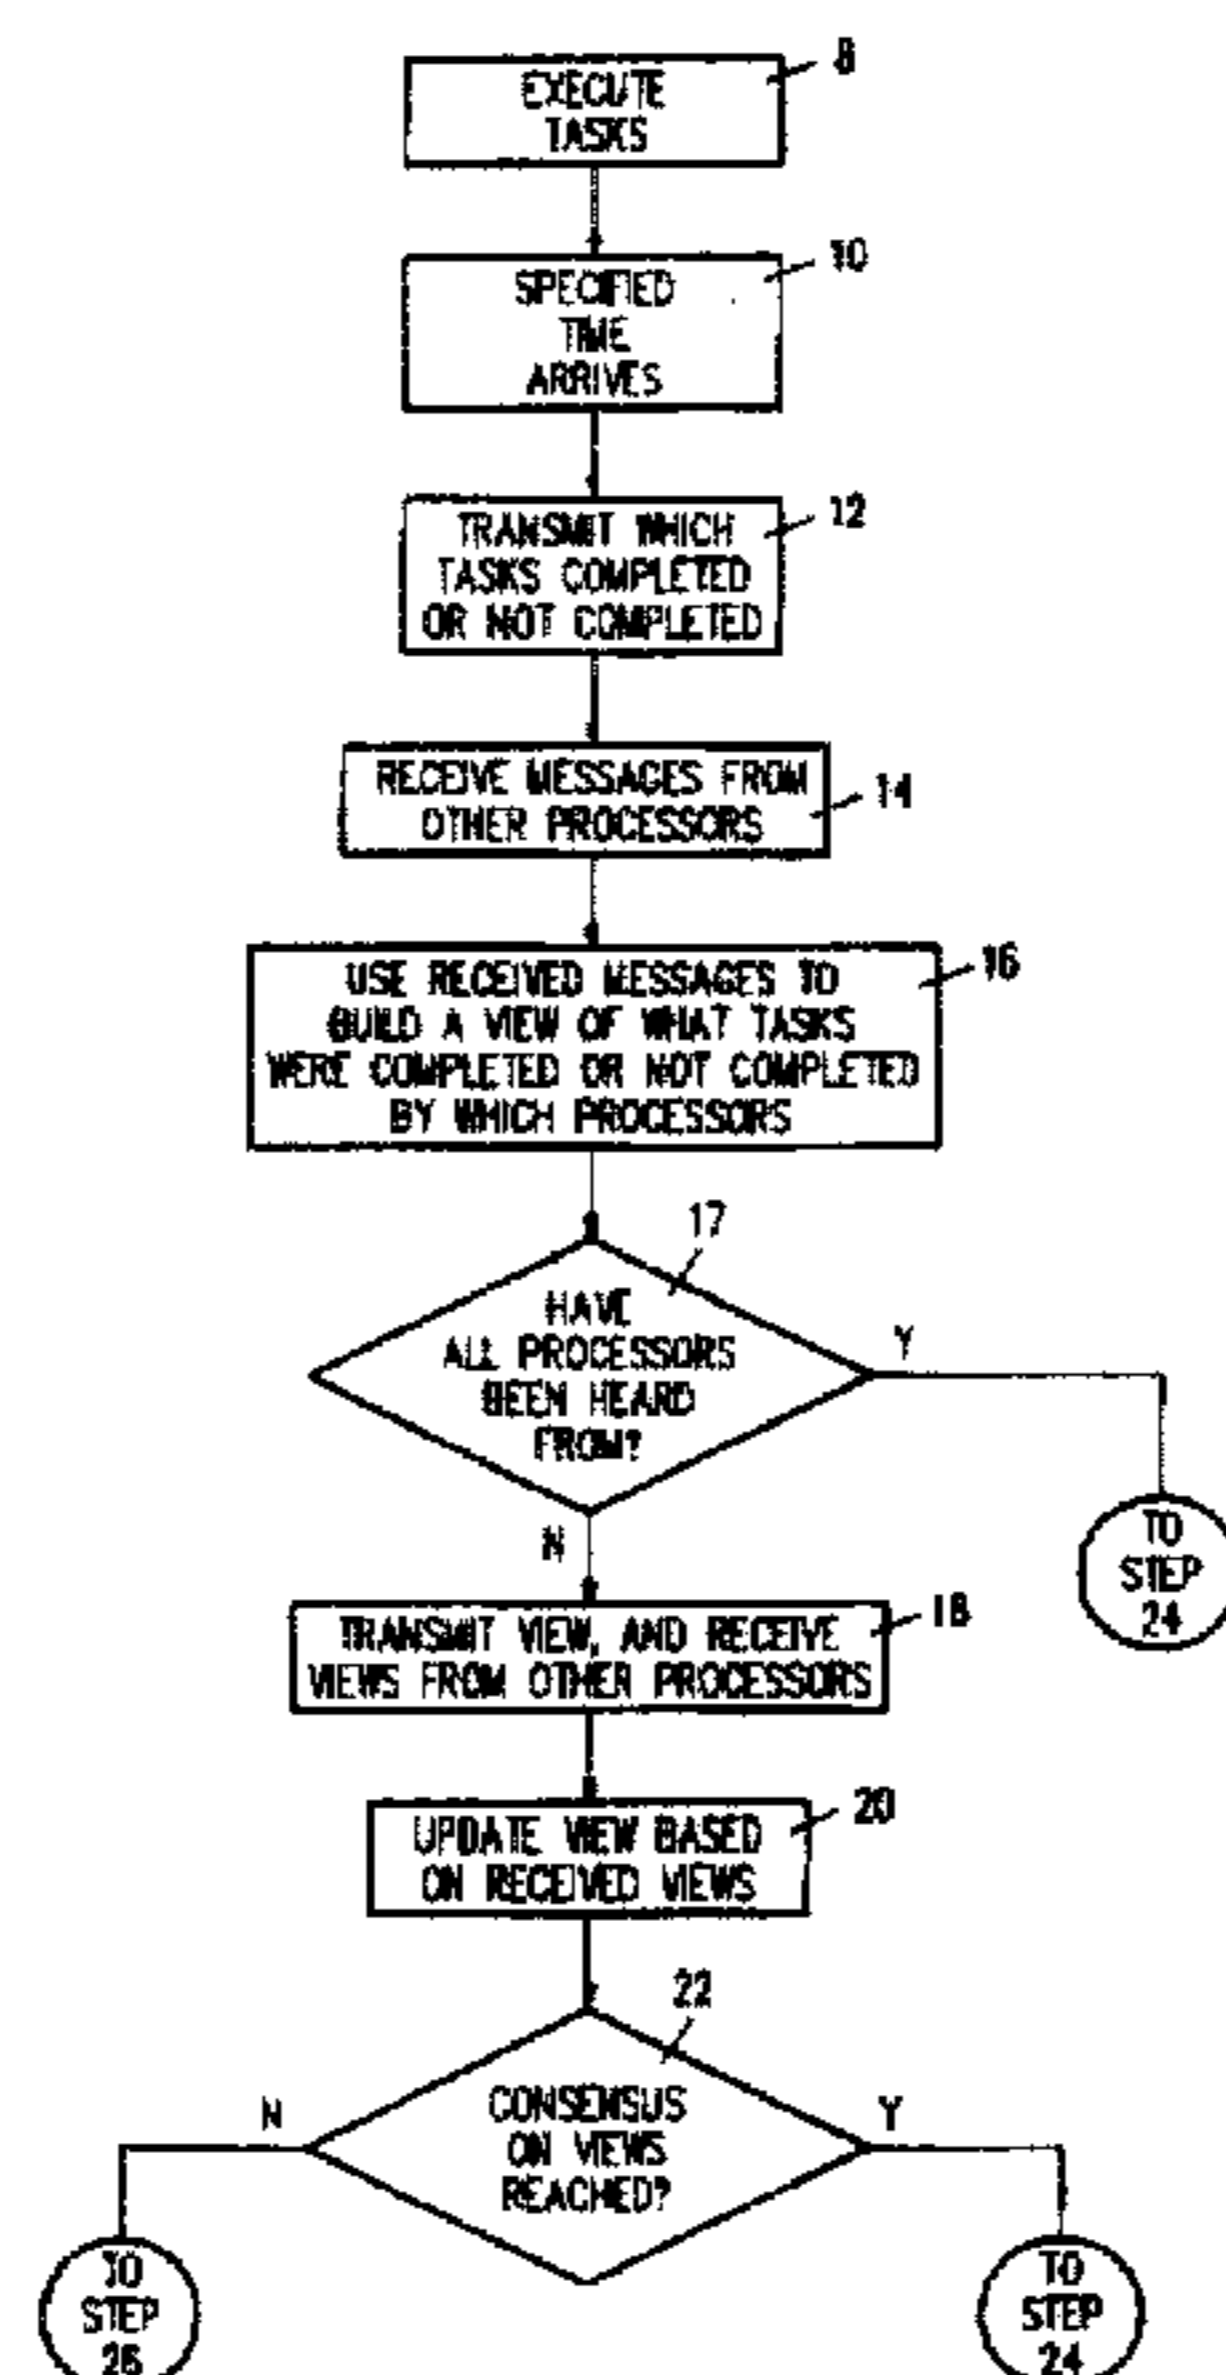 8
EXECUTE
TASKS
10
SPECIFIED
TIME
ARRIVES
12
TRANSMIT WHICH
TASKS COMPLETED
OR NOT COMPLETED
14
RECEIVE MESSAGES FROM
OTHER PROCESSORS
16
USE RECEIVED MESSAGES TO
BUILD A VIEW OF WHAT TASKS
WERE COMPLETED OR NOT COMPLETED
BY WHICH PROCESSORS
17
HAVE
ALL PROCESSORS
BEEN HEARD
FROM?
Y
N
TO
STEP
24
18
TRANSMIT VIEW, AND RECEIVE
VIEWS FROM OTHER PROCESSORS
20
UPDATE VIEW BASED
ON RECEIVED VIEWS
22
CONSENSUS
ON VIEWS
REACHED?
N
Y
TO
STEP
26
TO
STEP
24